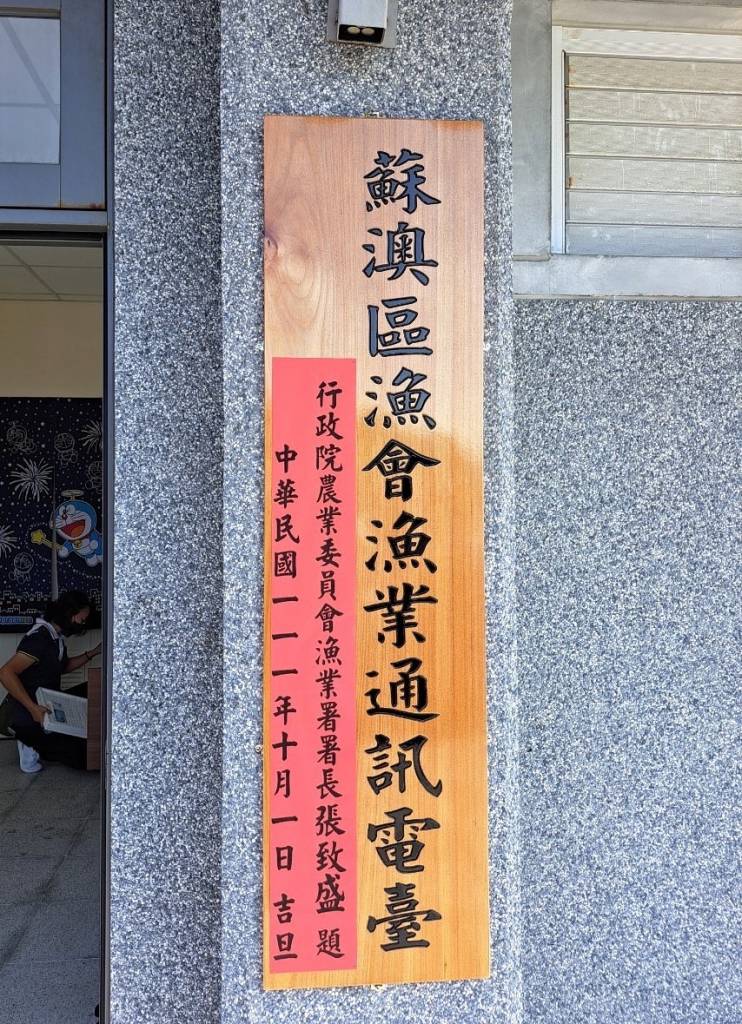 蘇澳區漁會漁業通訊電臺
行政院農業委員會漁業署署長張致盛 題
中華民國一一一年十月一日 吉旦